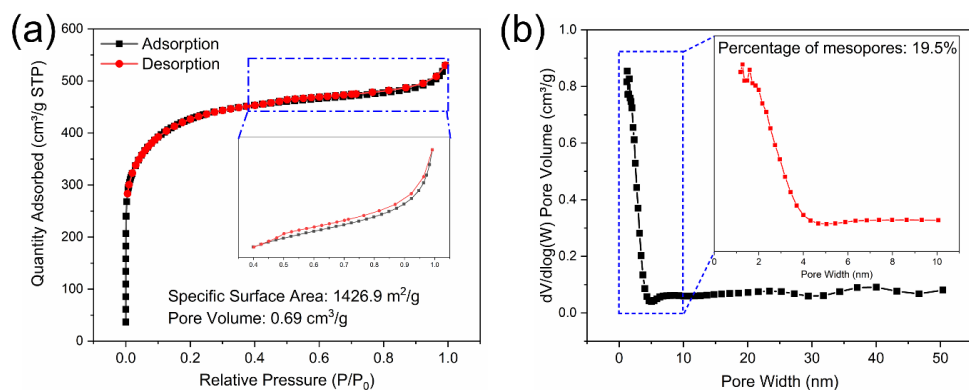 (a)
600
500
400
300
200
100
0
Quantity Adsorbed (cm³/g STP)
Adsorption
Desorption
0.4 0.5 0.6 0.7 0.8 0.9 1.0
Specific Surface Area: 1426.9 m²/g
Pore Volume: 0.69 cm³/g
0.0 0.2 0.4 0.6 0.8 1.0
Relative Pressure (P/P₀)
(b)
1.0
0.8
0.6
0.4
0.2
0.0
dV/dlog(W) Pore Volume (cm³/g)
Percentage of mesopores: 19.5%
0 2 4 6 8 10
Pore Width (nm)
0 10 20 30 40 50
Pore Width (nm)